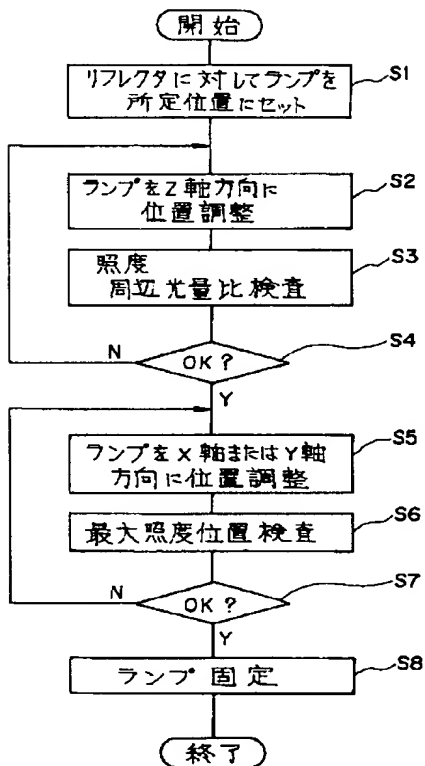 開始
リフレクタに対してランプを
所定位置にセット
S1
ランプをZ軸方向に
位置調整
S2
照度
周辺光量比検査
S3
OK?
S4
N
Y
ランプをX軸またはY軸
方向に位置調整
S5
最大照度位置検査
S6
OK?
S7
N
Y
ランプ固定
S8
終了